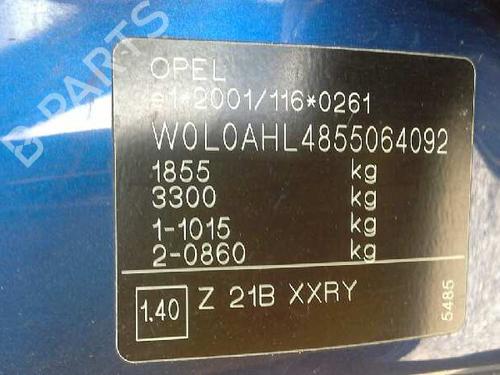 B PARTS
OPEL
e1*2001/116*0261
W0L0AHL4855064092
1855 kg
3300 kg
1-1015 kg
2-0860 kg
1.40 Z 21B XXRY
5485